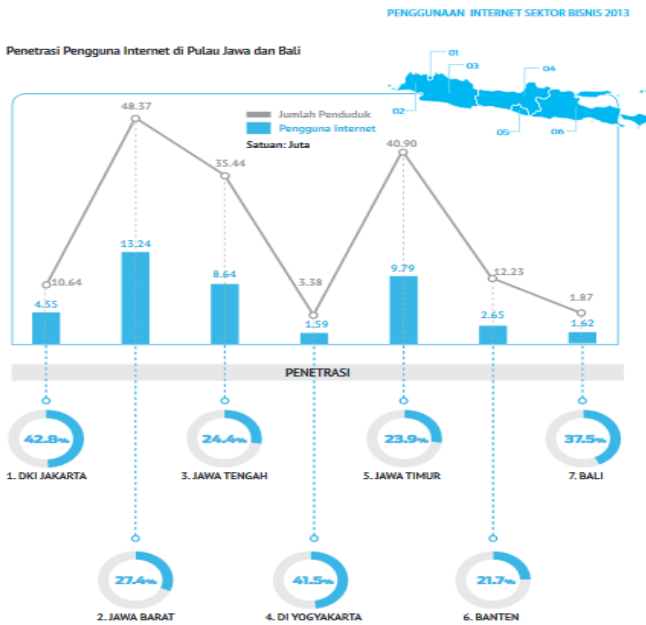 PENGGUNAAN INTERNET SEKTOR BISNIS 2013
Penetrasi Pengguna Internet di Pulau Jawa dan Bali
01
03
04
02
05
06
Jumlah Penduduk
Pengguna Internet
Satuan: Juta
48.37
35.44
40.90
10.64
3.38
12.23
1.87
4.55
13.24
8.64
1.59
9.79
2.65
1.62
PENETRASI
42.8%
24.4%
23.9%
37.5%
1. DKI JAKARTA
3. JAWA TENGAH
5. JAWA TIMUR
7. BALI
27.4%
41.5%
21.7%
2. JAWA BARAT
4. DI YOGYAKARTA
6. BANTEN